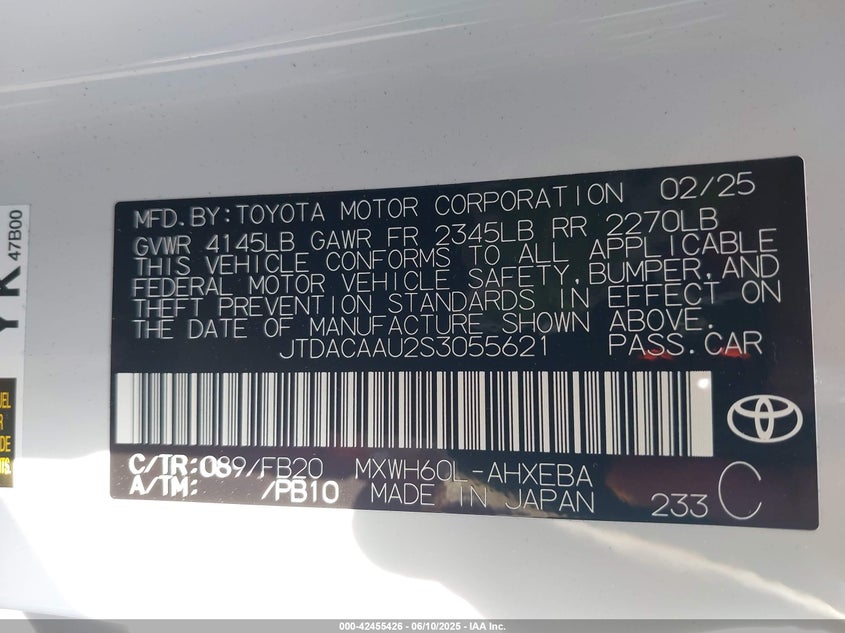 MFD.BY:TOYOTA MOTOR CORPORATION 02/25
GVWR 4145LB GAWR FR 2345LB RR 2270LB
THIS VEHICLE CONFORMS TO ALL APPLICABLE
FEDERAL MOTOR VEHICLE SAFETY,BUMPER,AND
THEFT PREVENTION STANDARDS IN EFFECT ON
THE DATE OF MANUFACTURE SHOWN ABOVE.
JTDACAAU2S3055621 PASS.CAR
C/TR:089/FB20 MXWH60L-AHXEBA
A/TM: /PB10 MADE IN JAPAN 233 C
47B00
000-42455426 - 06/10/2025 - IAA Inc.